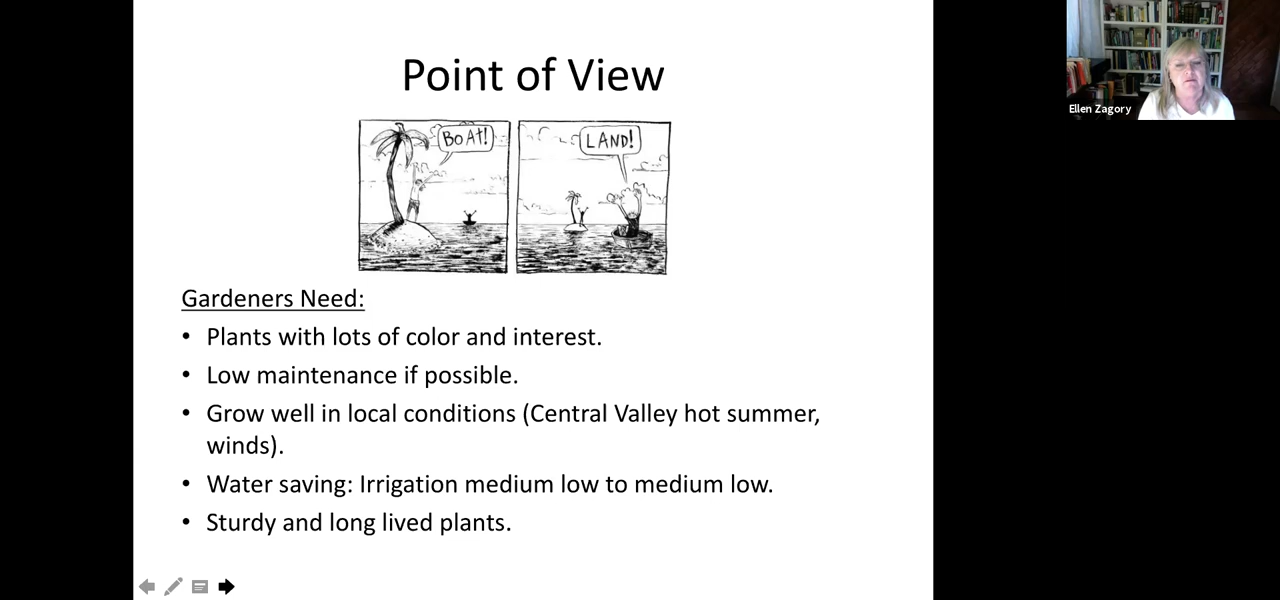 Point of View
BOAt!
LAND!
Gardeners Need:
• Plants with lots of color and interest.
• Low maintenance if possible.
• Grow well in local conditions (Central Valley hot summer,
winds).
• Water saving: Irrigation medium low to medium low.
• Sturdy and long lived plants.
Ellen Zagory